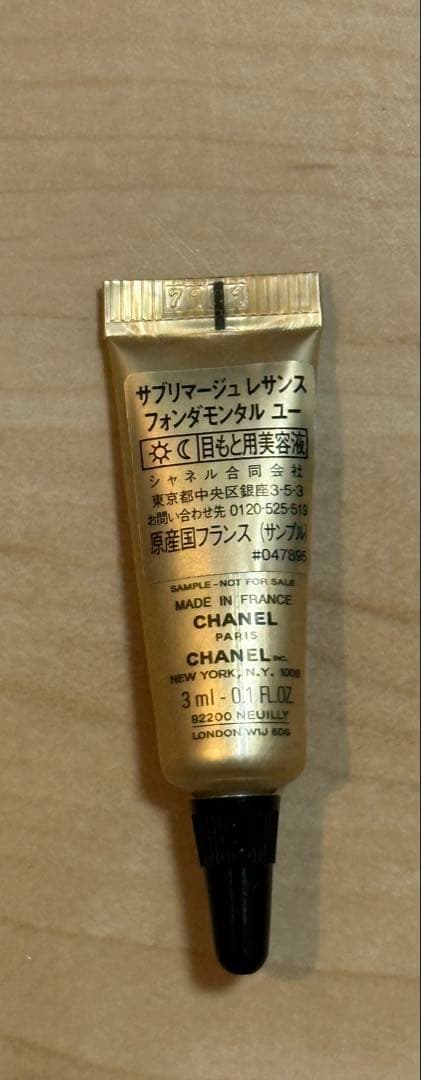 サブリマージュ レサンス
フォンダモンタル ユー
目もと用美容液
シャネル合同会社
東京都中央区銀座3-5-3
お問い合わせ先 0120-525-519
原産国フランス (サンプル)
#047895
SAMPLE - NOT FOR SALE
MADE IN FRANCE
CHANEL
PARIS
CHANEL INC.
NEW YORK, N.Y.
3 ml - 0.1 FL.OZ.
92200 NEUILLY
LONDON W1J 6DG